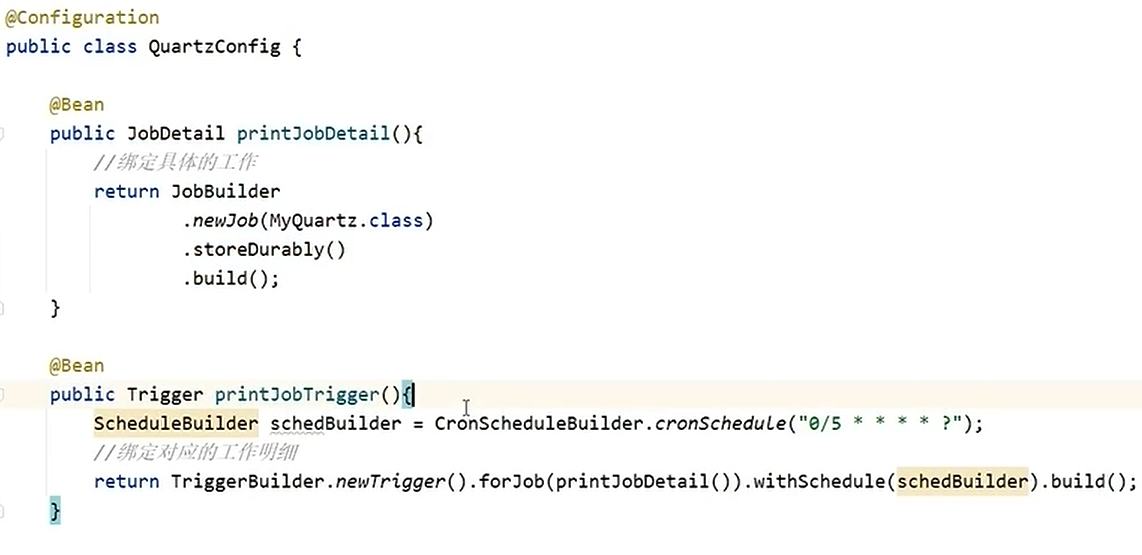 @Configuration
public class QuartzConfig {
@Bean
public JobDetail printJobDetail(){
//绑定具体的工作
return JobBuilder
.newJob(MyQuartz.class)
.storeDurably()
.build();
}
@Bean
public Trigger printJobTrigger(){
ScheduleBuilder schedBuilder = CronScheduleBuilder.cronSchedule("0/5 * * * * ?");
//绑定对应的工作明细
return TriggerBuilder.newTrigger().forJob(printJobDetail()).withSchedule(schedBuilder).build();
}